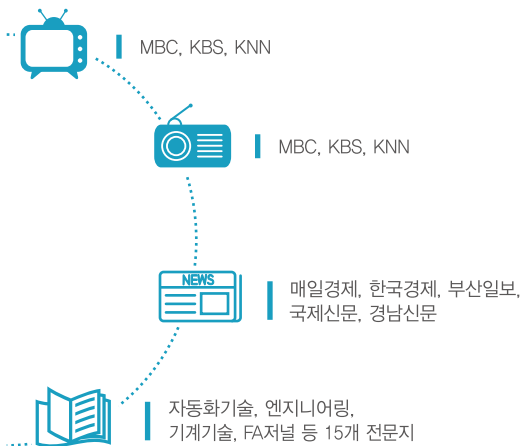 MBC, KBS, KNN
MBC, KBS, KNN
NEWS
매일경제, 한국경제, 부산일보,
국제신문, 경남신문
자동화기술, 엔지니어링,
기계기술, FA저널 등 15개 전문지